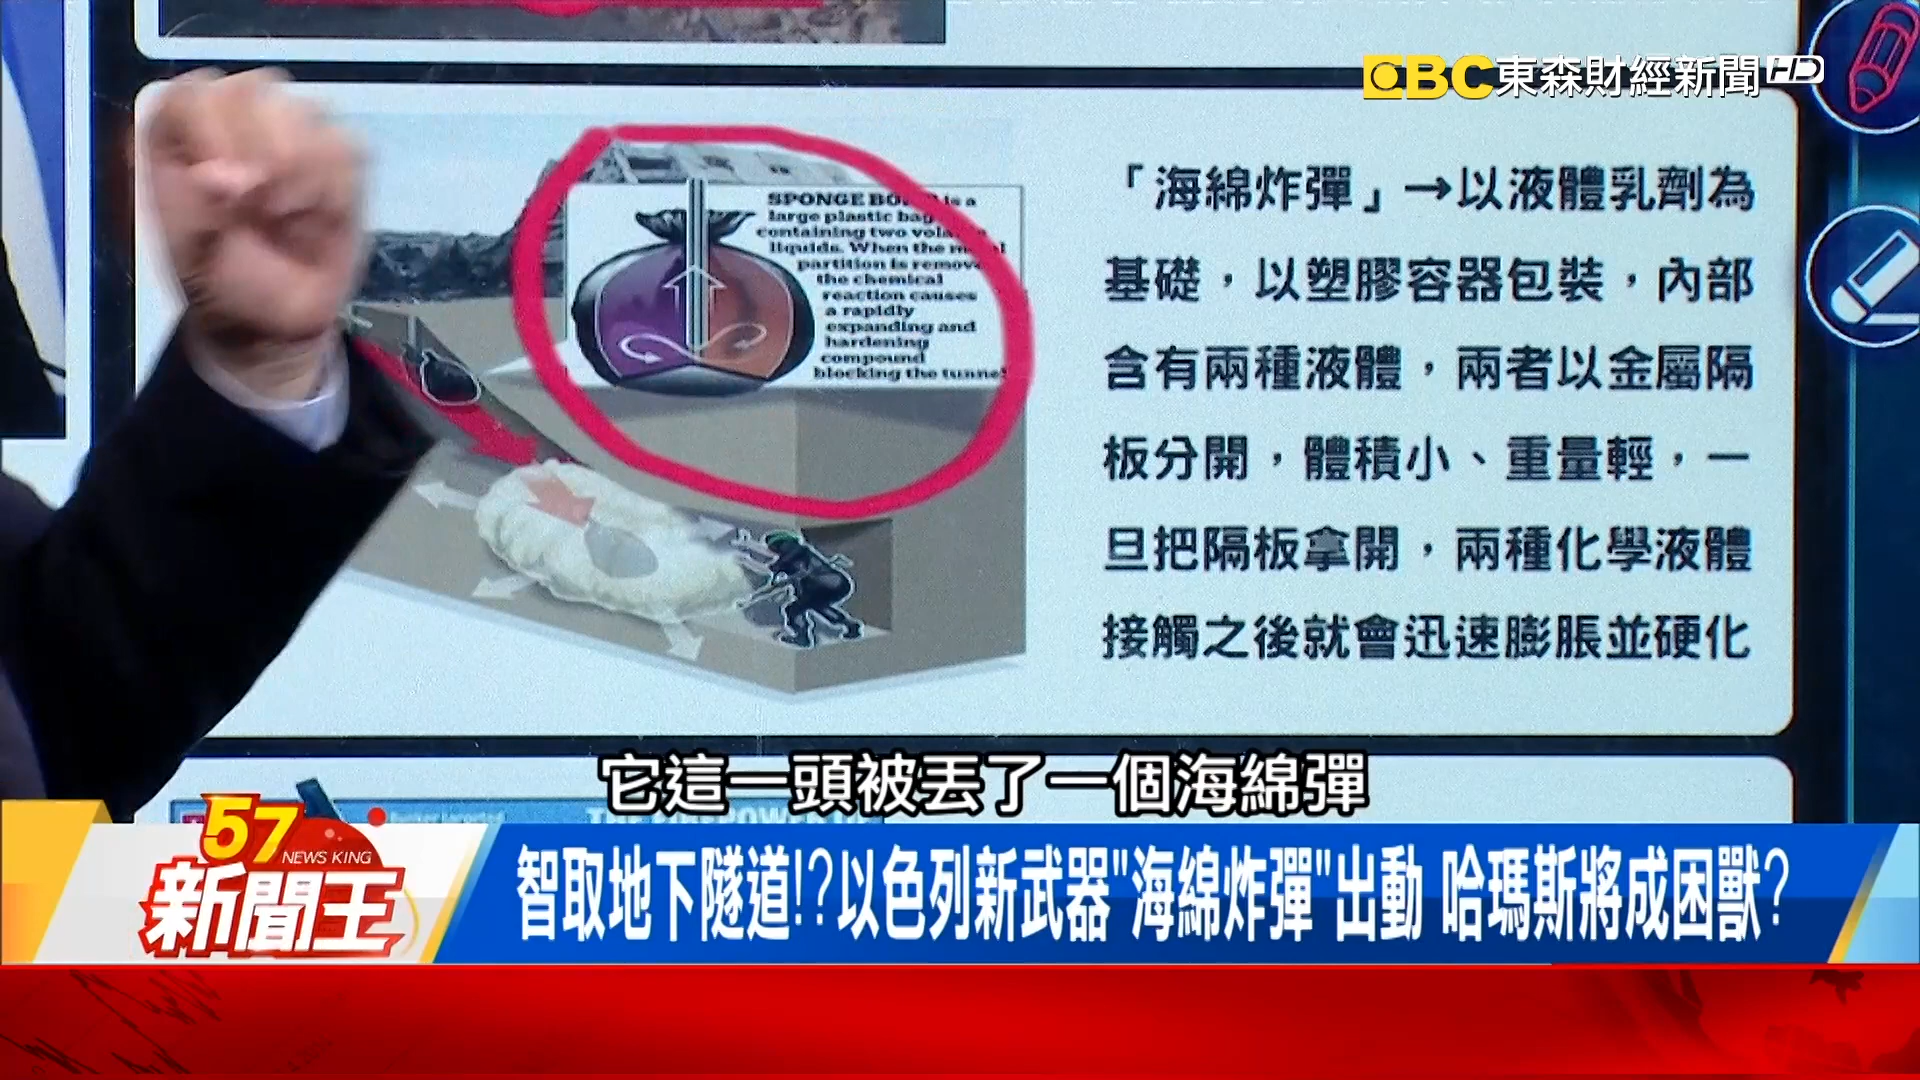 EBC東森財經新聞HD
「海綿炸彈」→以液體乳劑為
基礎，以塑膠容器包裝，內部
含有兩種液體，兩者以金屬隔
板分開，體積小、重量輕，一
旦把隔板拿開，兩種化學液體
接觸之後就會迅速膨脹並硬化
SPONGE is a
large plastic bag
containing two
liquids. When the
partition is
the chemical
reaction causes
a rapidly
expanding and
hardening
compound
blocking the tunnel
它這一頭被丟了一個海綿彈
57
NEWS KING
新聞王
智取地下隧道!?以色列新武器"海綿炸彈"出動 哈瑪斯將成困獸?